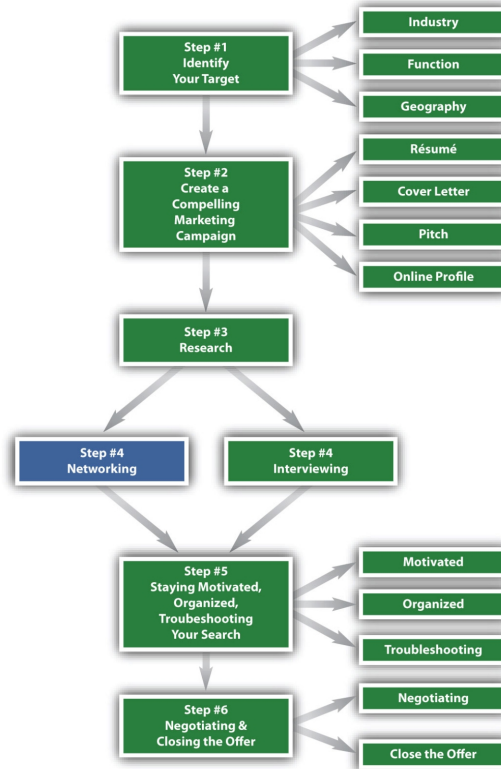 Step #1
Identify
Your Target
Industry
Function
Geography
Step #2
Create a
Compelling
Marketing
Campaign
Résumé
Cover Letter
Pitch
Online Profile
Step #3
Research
Step #4
Networking
Step #4
Interviewing
Step #5
Staying Motivated,
Organized,
Troubeshooting
Your Search
Motivated
Organized
Troubleshooting
Step #6
Negotiating &
Closing the Offer
Negotiating
Close the Offer